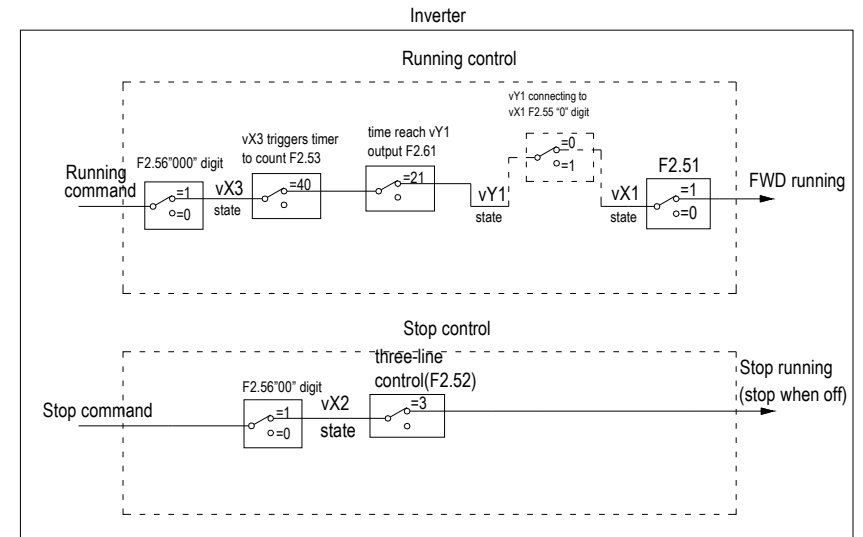 Inverter
Running control
vY1 connecting to
vX1 F2.55 “0” digit
=0
=1
vX3 triggers timer
to count F2.53
time reach vY1
output F2.61
F2.56"000” digit
Running
command
=1
=0
vX3
state
=40
=21
vY1
state
vX1
state
F2.51
=1
=0
FWD running
Stop control
three-line
control(F2.52)
F2.56"00” digit
Stop command
=1
=0
vX2
state
=3
Stop running
(stop when off)